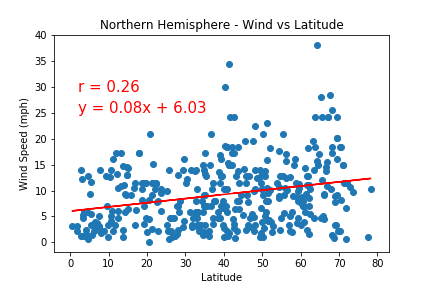 Northern Hemisphere - Wind vs Latitude
40
35
30
25
20
15
10
5
0
Wind Speed (mph)
r = 0.26
y = 0.08x + 6.03
0 10 20 30 40 50 60 70 80
Latitude